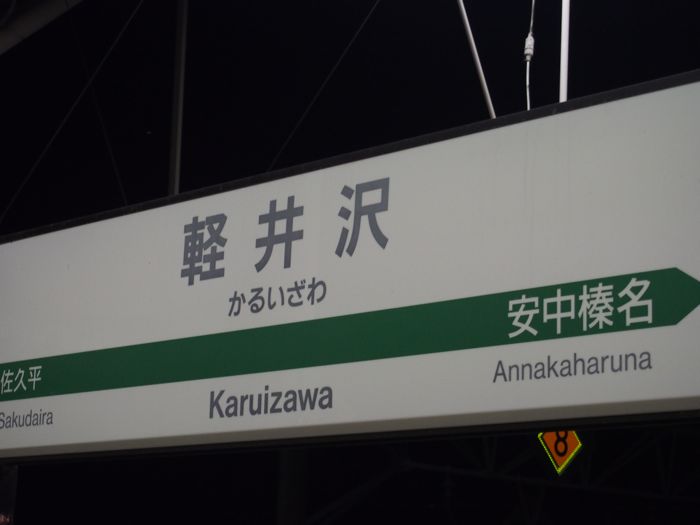 軽井沢
かるいざわ
佐久平
安中榛名
Sakudaira
Karuizawa
Annakaharuna
8